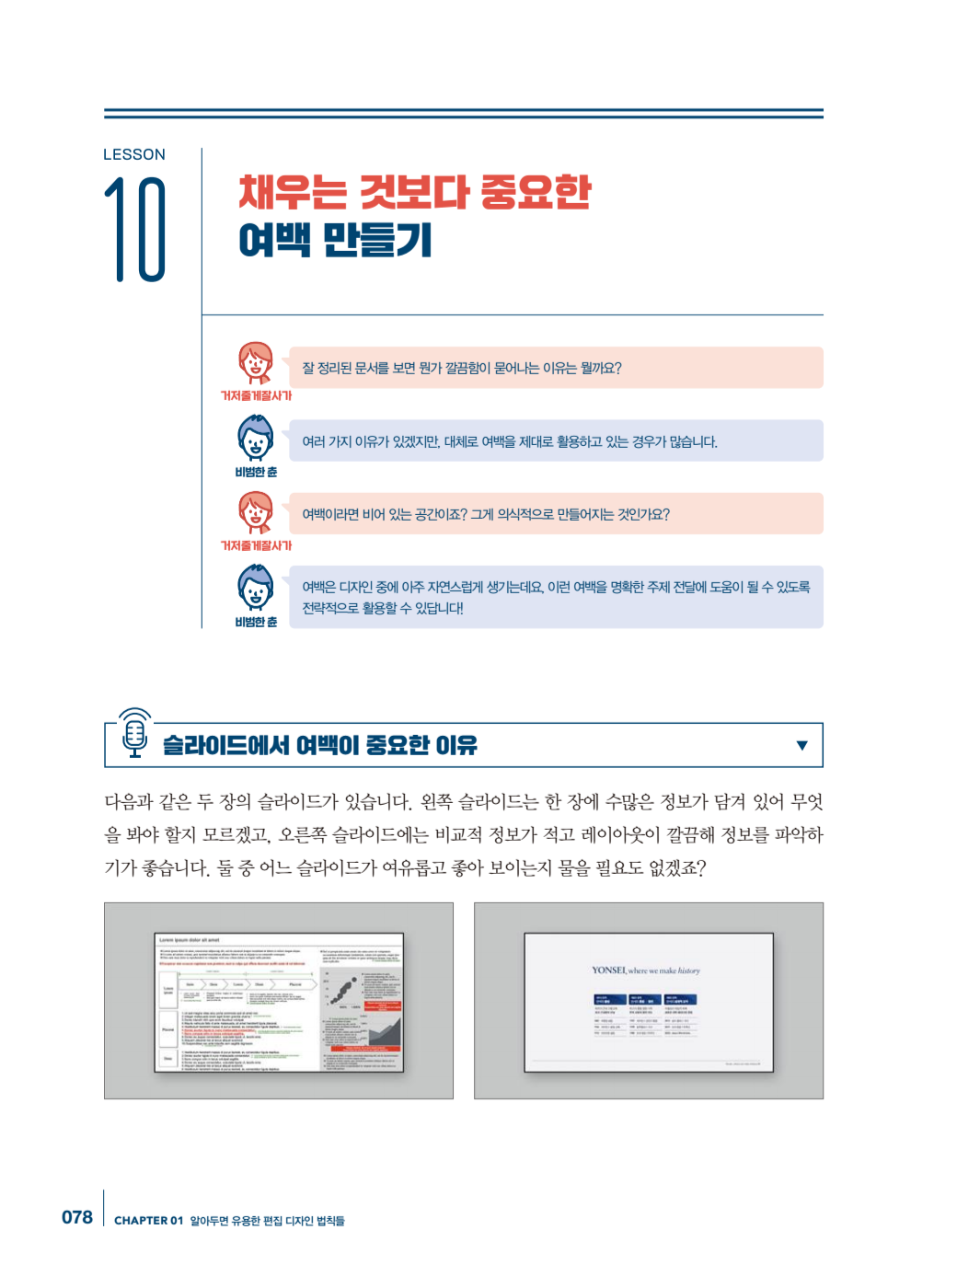 LESSON
10
채우는 것보다 중요한
여백 만들기
잘 정리된 문서를 보면 뭔가 깔끔함이 묻어나는 이유는 뭘까요?
거저줄게잘사가
여러 가지 이유가 있겠지만, 대체로 여백을 제대로 활용하고 있는 경우가 많습니다.
비범한 츈
여백이라면 비어 있는 공간이죠? 그게 의식적으로 만들어지는 것인가요?
거저줄게잘사가
여백은 디자인 중에 아주 자연스럽게 생기는데요, 이런 여백을 명확한 주제 전달에 도움이 될 수 있도록
전략적으로 활용할 수 있답니다!
비범한 츈
슬라이드에서 여백이 중요한 이유
다음과 같은 두 장의 슬라이드가 있습니다. 왼쪽 슬라이드는 한 장에 수많은 정보가 담겨 있어 무엇
을 봐야 할지 모르겠고, 오른쪽 슬라이드에는 비교적 정보가 적고 레이아웃이 깔끔해 정보를 파악하
기가 좋습니다. 둘 중 어느 슬라이드가 여유롭고 좋아 보이는지 물을 필요도 없겠죠?
Lorem ipsum dolor sit amet
YONSEI, where we make history
078
CHAPTER 01 알아두면 유용한 편집 디자인 법칙들